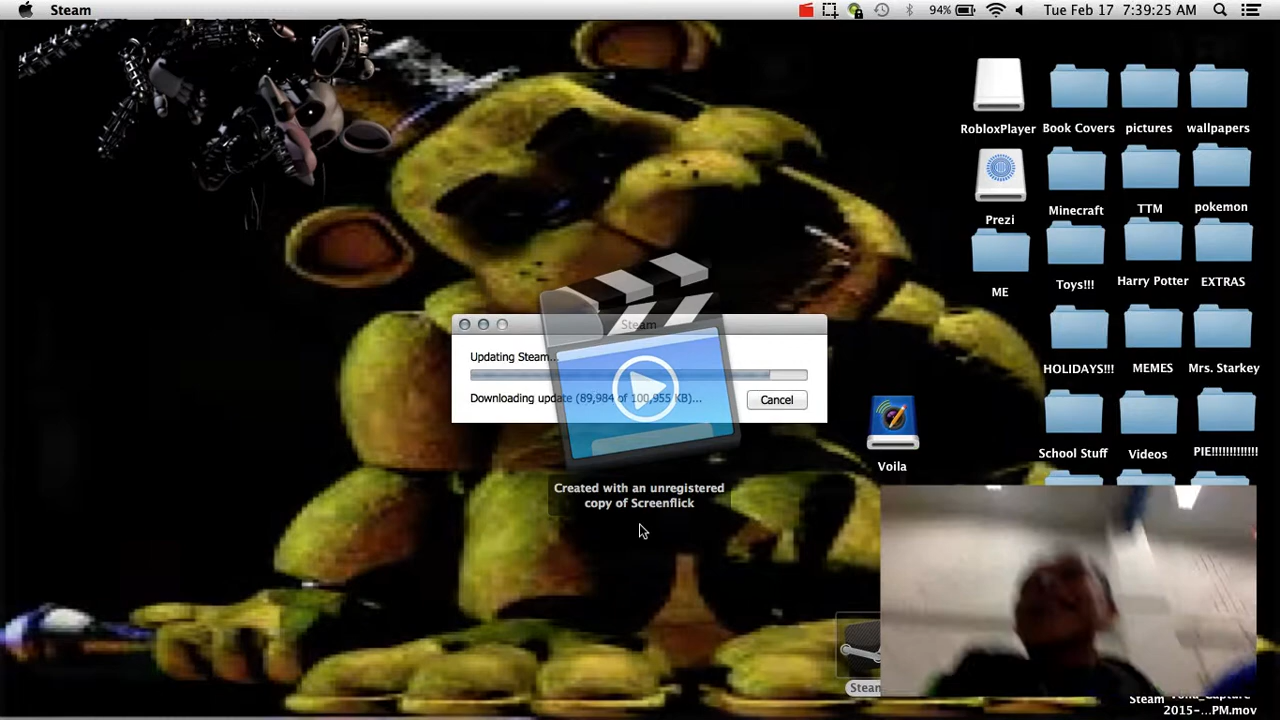 Steam
94%
Tue Feb 17 7:39:25 AM
RobloxPlayer
Book Covers
pictures
wallpapers
Prezi
Minecraft
TTM
pokemon
ME
Toys!!!
Harry Potter
EXTRAS
HOLIDAYS!!!
MEMES
Mrs. Starkey
Steam
Updating Steam...
Downloading update (89,984 of 100,955 KB)...
Cancel
Voila
School Stuff
Videos
PIE!!!!!!!!!!!!!
Created with an unregistered
copy of Screenflick
Steam
Steam
2015-...PM.mov